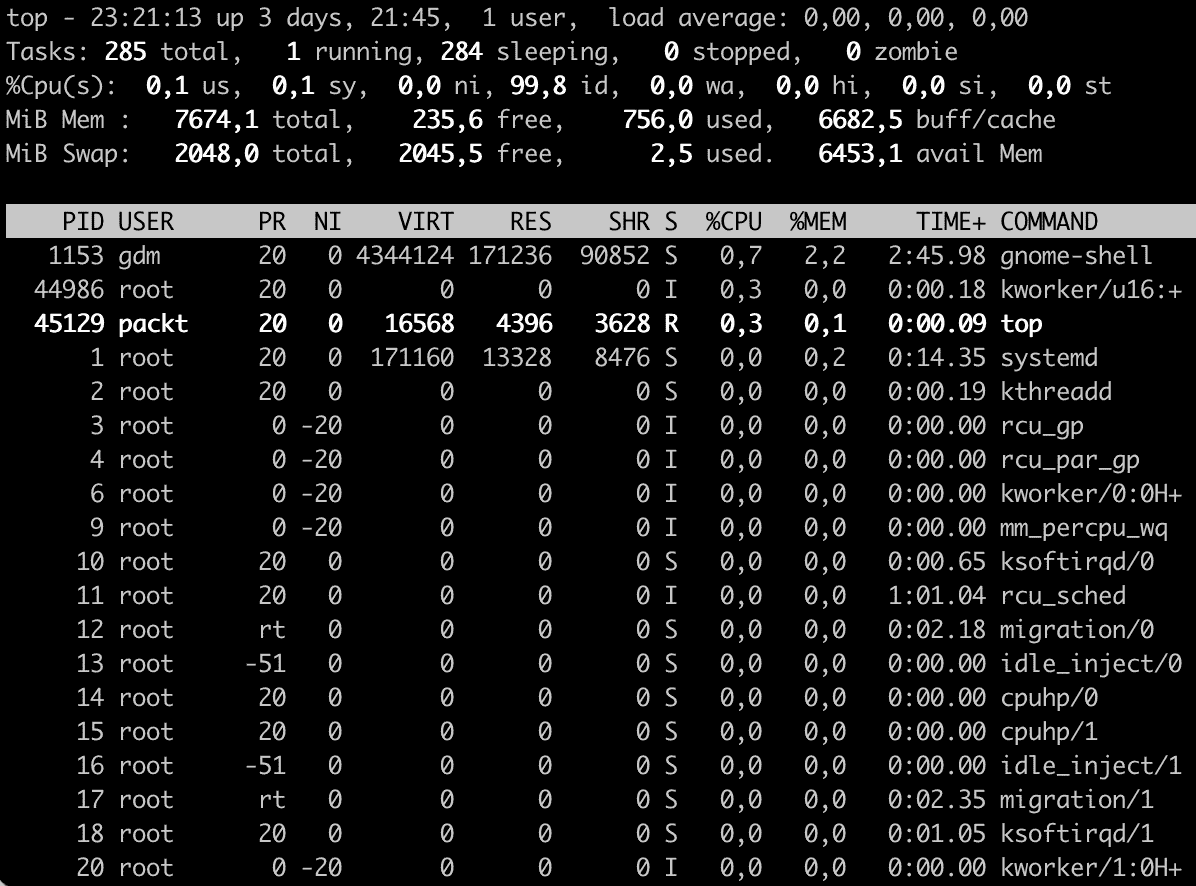 top - 23:21:13 up 3 days, 21:45,  1 user,  load average: 0,00, 0,00, 0,00
Tasks: 285 total,   1 running, 284 sleeping,   0 stopped,   0 zombie
%Cpu(s):  0,1 us,  0,1 sy,  0,0 ni, 99,8 id,  0,0 wa,  0,0 hi,  0,0 si,  0,0 st
MiB Mem :   7674,1 total,    235,6 free,    756,0 used,   6682,5 buff/cache
MiB Swap:   2048,0 total,   2045,5 free,      2,5 used.   6453,1 avail Mem
    PID USER      PR  NI    VIRT    RES    SHR S  %CPU  %MEM     TIME+ COMMAND
   1153 gdm       20   0 4344124 171236  90852 S   0,7   2,2   2:45.98 gnome-shell
  44986 root      20   0       0      0      0 I   0,3   0,0   0:00.18 kworker/u16:+
  45129 packt     20   0   16568   4396   3628 R   0,3   0,1   0:00.09 top
      1 root      20   0  171160  13328   8476 S   0,0   0,2   0:14.35 systemd
      2 root      20   0       0      0      0 S   0,0   0,0   0:00.19 kthreadd
      3 root       0 -20       0      0      0 I   0,0   0,0   0:00.00 rcu_gp
      4 root       0 -20       0      0      0 I   0,0   0,0   0:00.00 rcu_par_gp
      6 root       0 -20       0      0      0 I   0,0   0,0   0:00.00 kworker/0:0H+
      9 root       0 -20       0      0      0 I   0,0   0,0   0:00.00 mm_percpu_wq
     10 root      20   0       0      0      0 S   0,0   0,0   0:00.65 ksoftirqd/0
     11 root      20   0       0      0      0 I   0,0   0,0   1:01.04 rcu_sched
     12 root      rt   0       0      0      0 S   0,0   0,0   0:02.18 migration/0
     13 root     -51   0       0      0      0 S   0,0   0,0   0:00.00 idle_inject/0
     14 root      20   0       0      0      0 S   0,0   0,0   0:00.00 cpuhp/0
     15 root      20   0       0      0      0 S   0,0   0,0   0:00.00 cpuhp/1
     16 root     -51   0       0      0      0 S   0,0   0,0   0:00.00 idle_inject/1
     17 root      rt   0       0      0      0 S   0,0   0,0   0:02.35 migration/1
     18 root      20   0       0      0      0 S   0,0   0,0   0:01.05 ksoftirqd/1
     20 root       0 -20       0      0      0 I   0,0   0,0   0:00.00 kworker/1:0H+